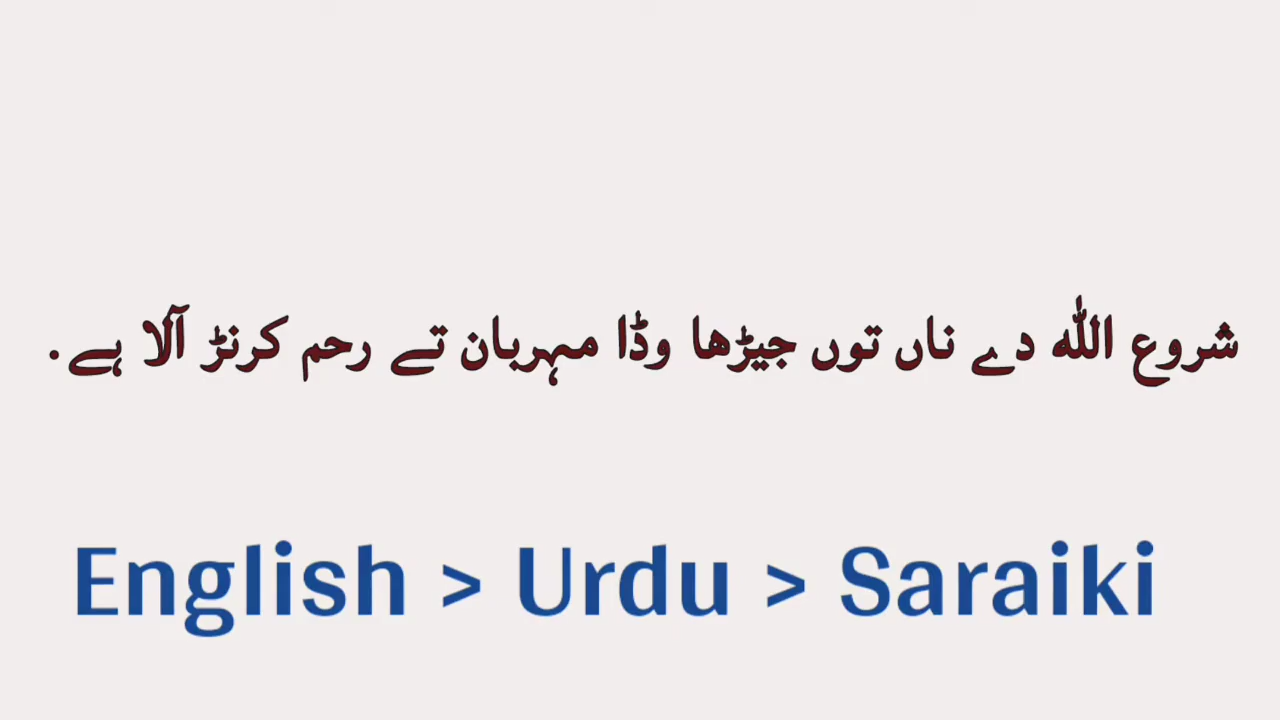 شروع اللہ دے ناں توں جیڑھا وڈا مہربان تے رحم کرنڑ آلا ہے.
English > Urdu > Saraiki